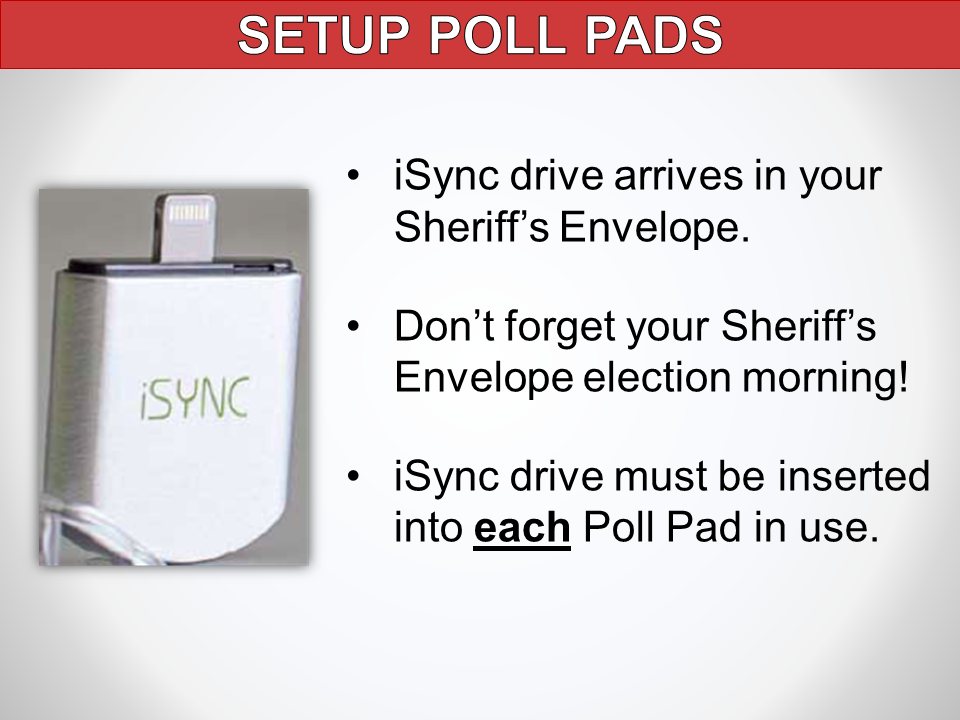 SETUP POLL PADS
• iSync drive arrives in your
Sheriff’s Envelope.
• Don’t forget your Sheriff’s
Envelope election morning!
• iSync drive must be inserted
into each Poll Pad in use.
iSYNC